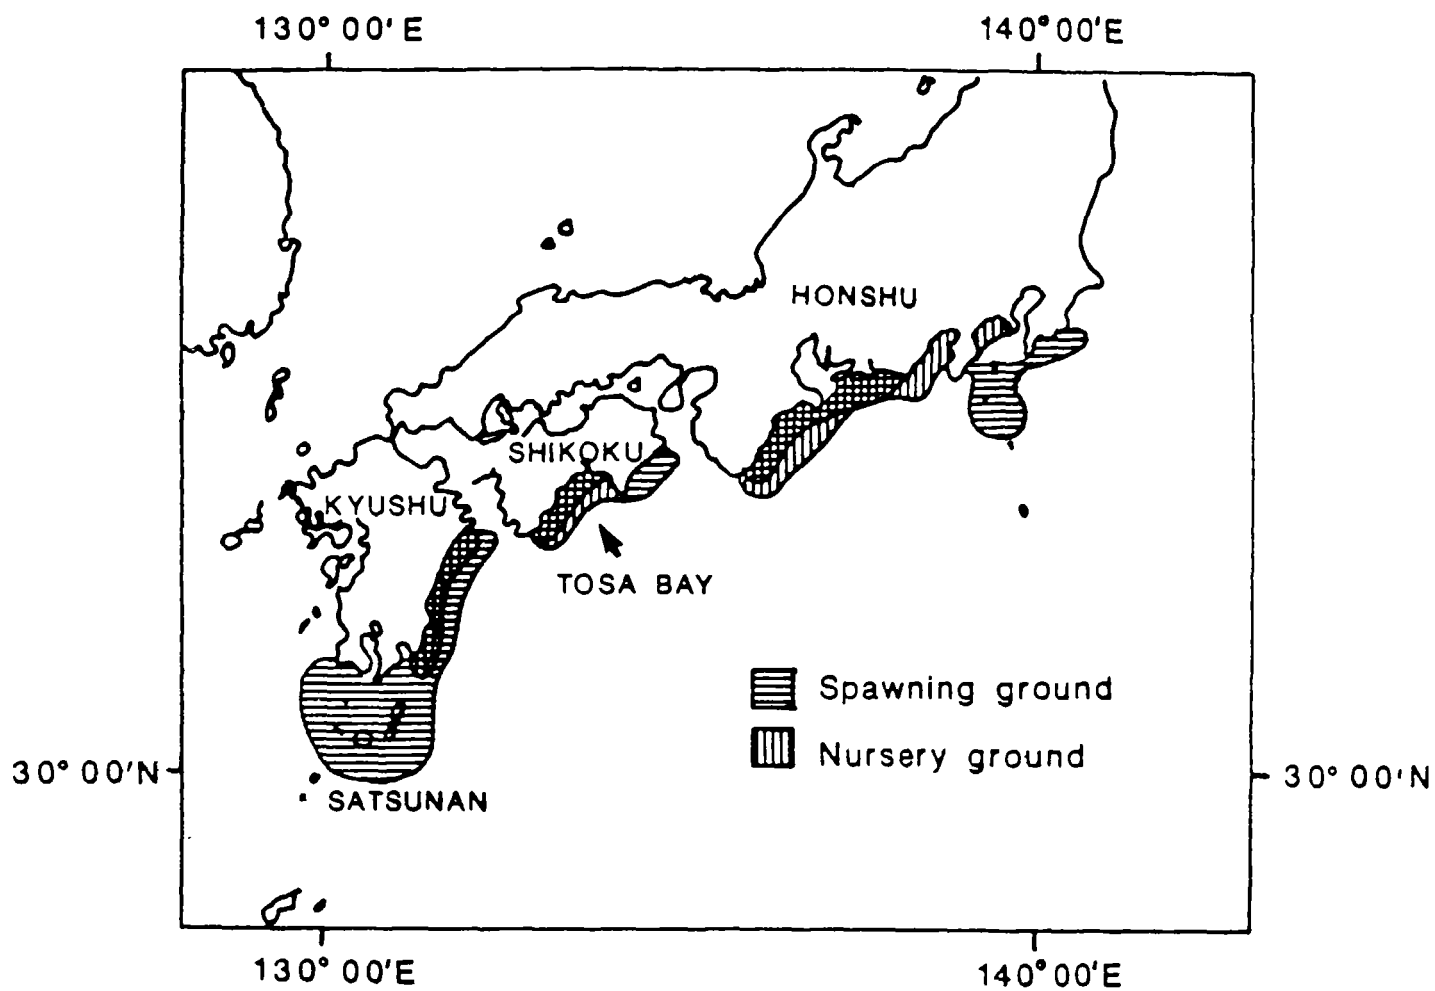 130° 00' E 140° 00' E
HONSHU
SHIKOKU
KYUSHU
TOSA BAY
Spawning ground
Nursery ground
30° 00' N 30° 00' N
SATSUNAN
130° 00' E 140° 00' E